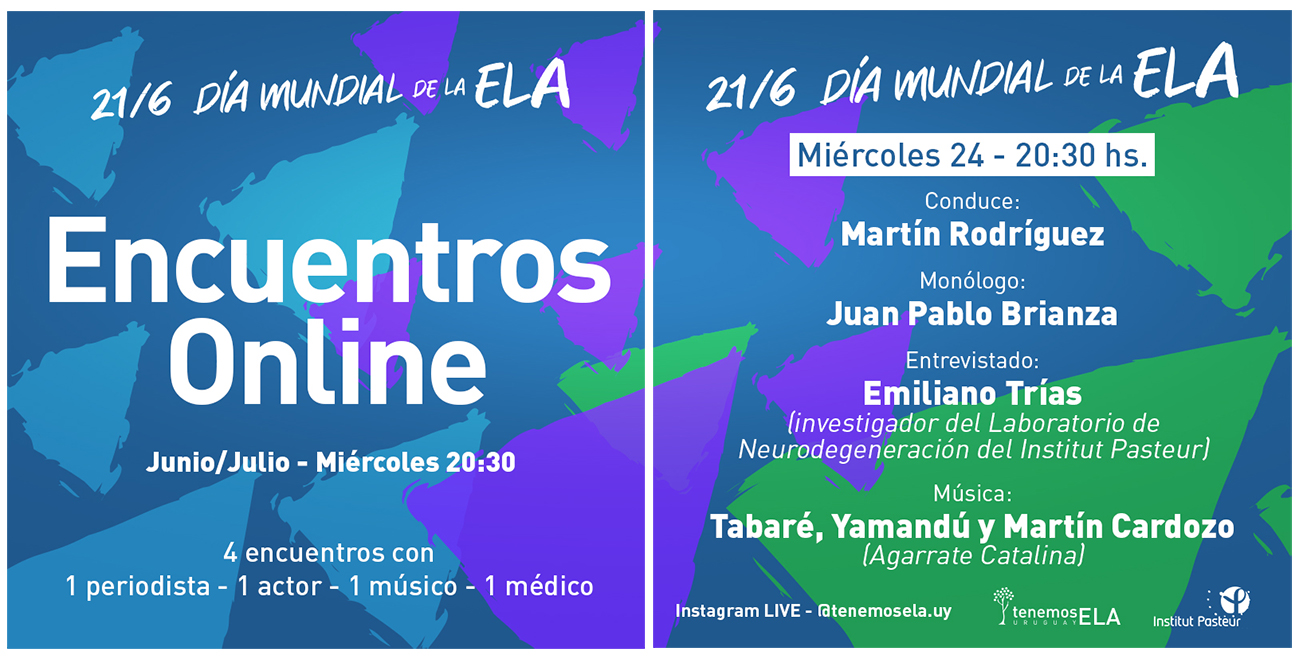 21/6 DÍA MUNDIAL DE LA ELA
Encuentros
Online
Junio/Julio - Miércoles 20:30
4 encuentros con
1 periodista - 1 actor - 1 músico - 1 médico
21/6 DÍA MUNDIAL DE LA ELA
Miércoles 24 - 20:30 hs.
Conduce:
Martín Rodríguez
Monólogo:
Juan Pablo Brianza
Entrevistado:
Emiliano Trías
(investigador del Laboratorio de
Neurodegeneración del Institut Pasteur)
Música:
Tabaré, Yamandú y Martín Cardozo
(Agarrate Catalina)
Instagram LIVE - @tenemosela.uy
tenemosELA
URUGUAY
Institut Pasteur